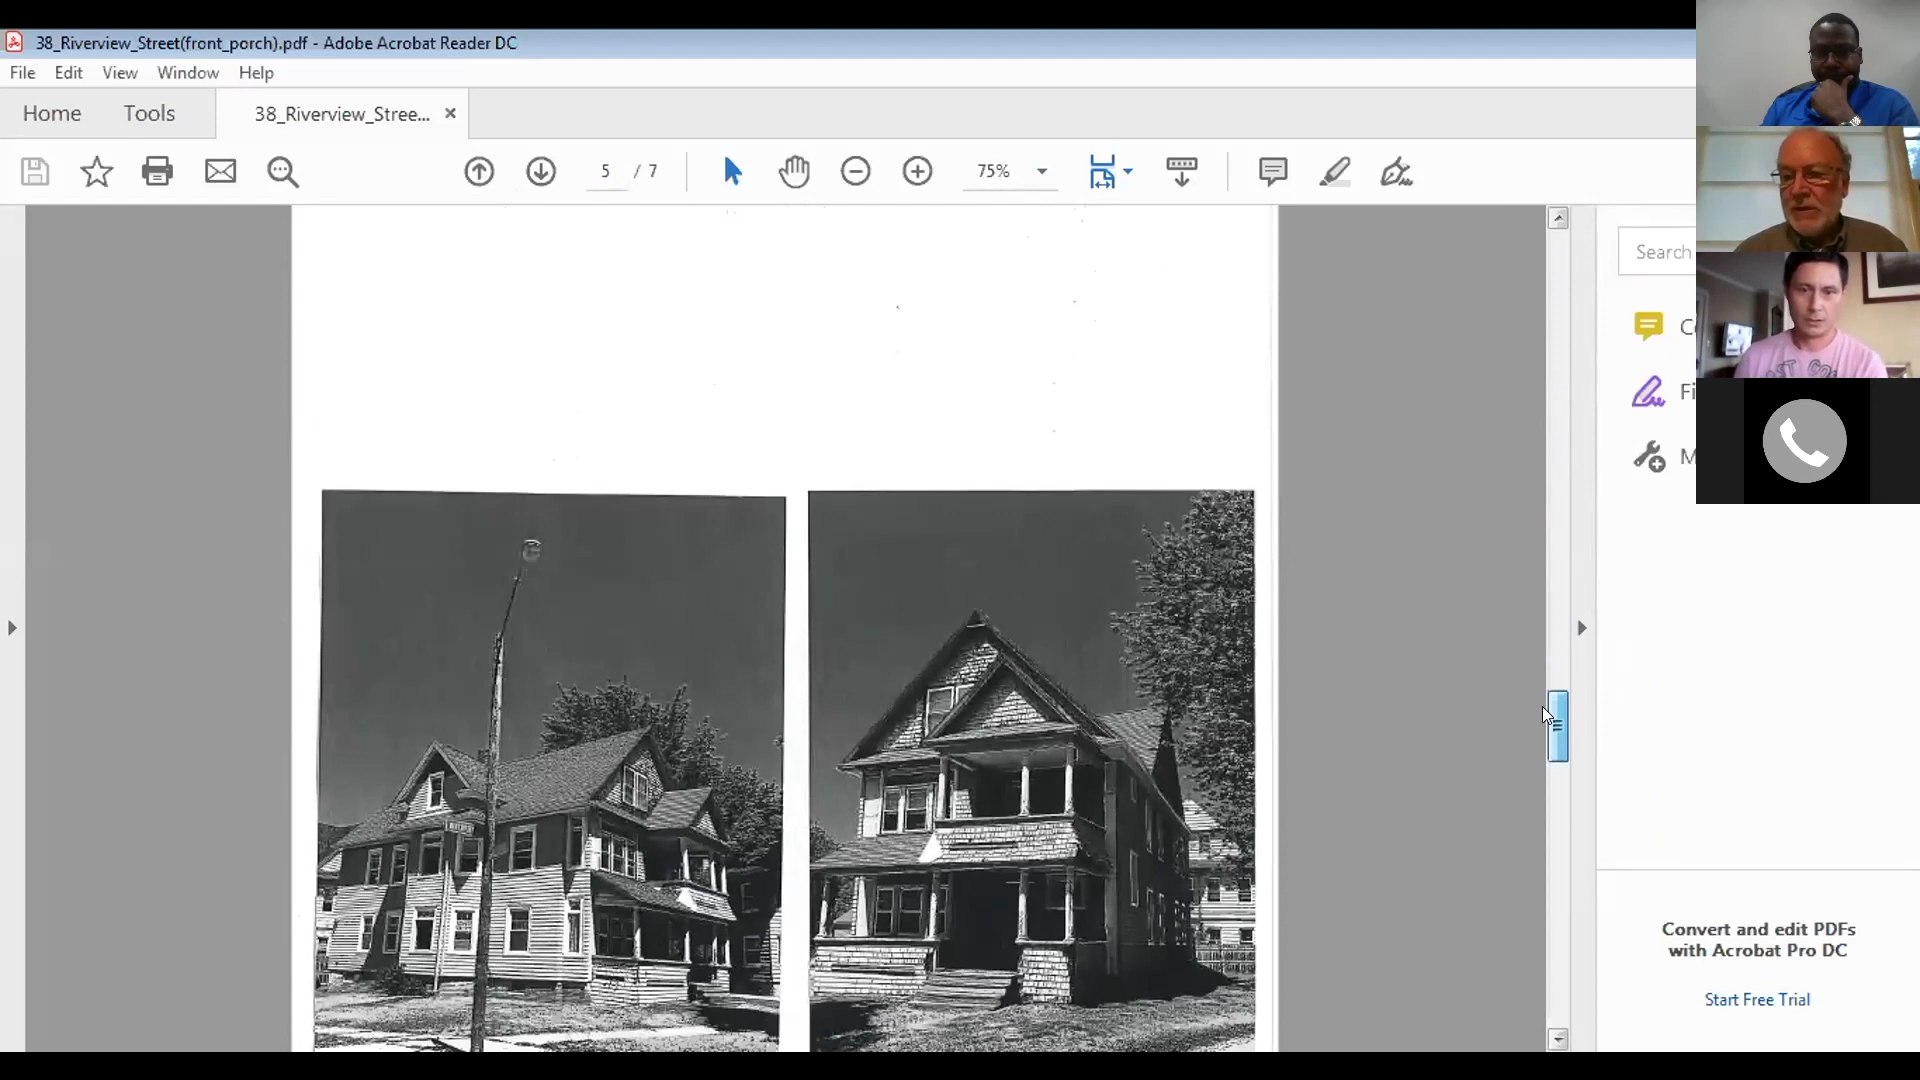 38_Riverview_Street(front_porch).pdf - Adobe Acrobat Reader DC
File Edit View Window Help
Home Tools 38_Riverview_Stree...
5 / 7 75%
Search
C
Fi
M
Convert and edit PDFs
with Acrobat Pro DC
Start Free Trial